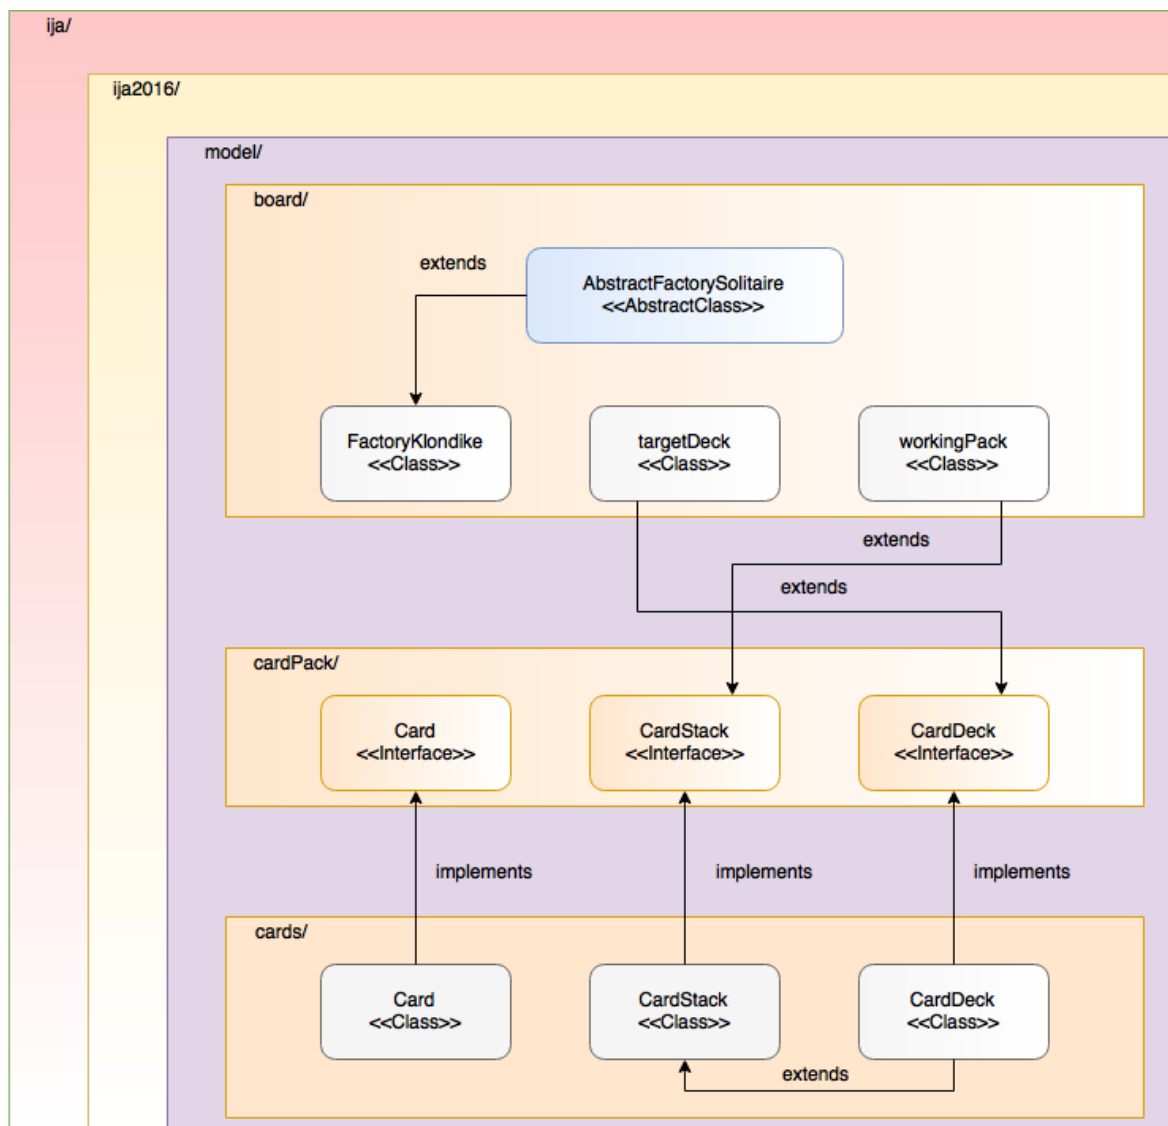 ija/
ija2016/
model/
board/
extends
AbstractFactorySolitaire
<<AbstractClass>>
FactoryKlondike
<<Class>>
targetDeck
<<Class>>
workingPack
<<Class>>
extends
extends
cardPack/
Card
<<Interface>>
CardStack
<<Interface>>
CardDeck
<<Interface>>
implements
implements
implements
cards/
Card
<<Class>>
CardStack
<<Class>>
CardDeck
<<Class>>
extends